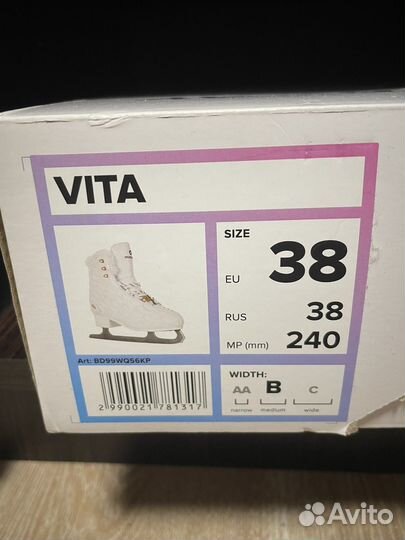 VITA
SIZE
EU 38
RUS 38
MP (mm) 240
Art: BD99WQS6KP
2 990021 781317
WIDTH:
AA B C
narrow medium wide
Avito